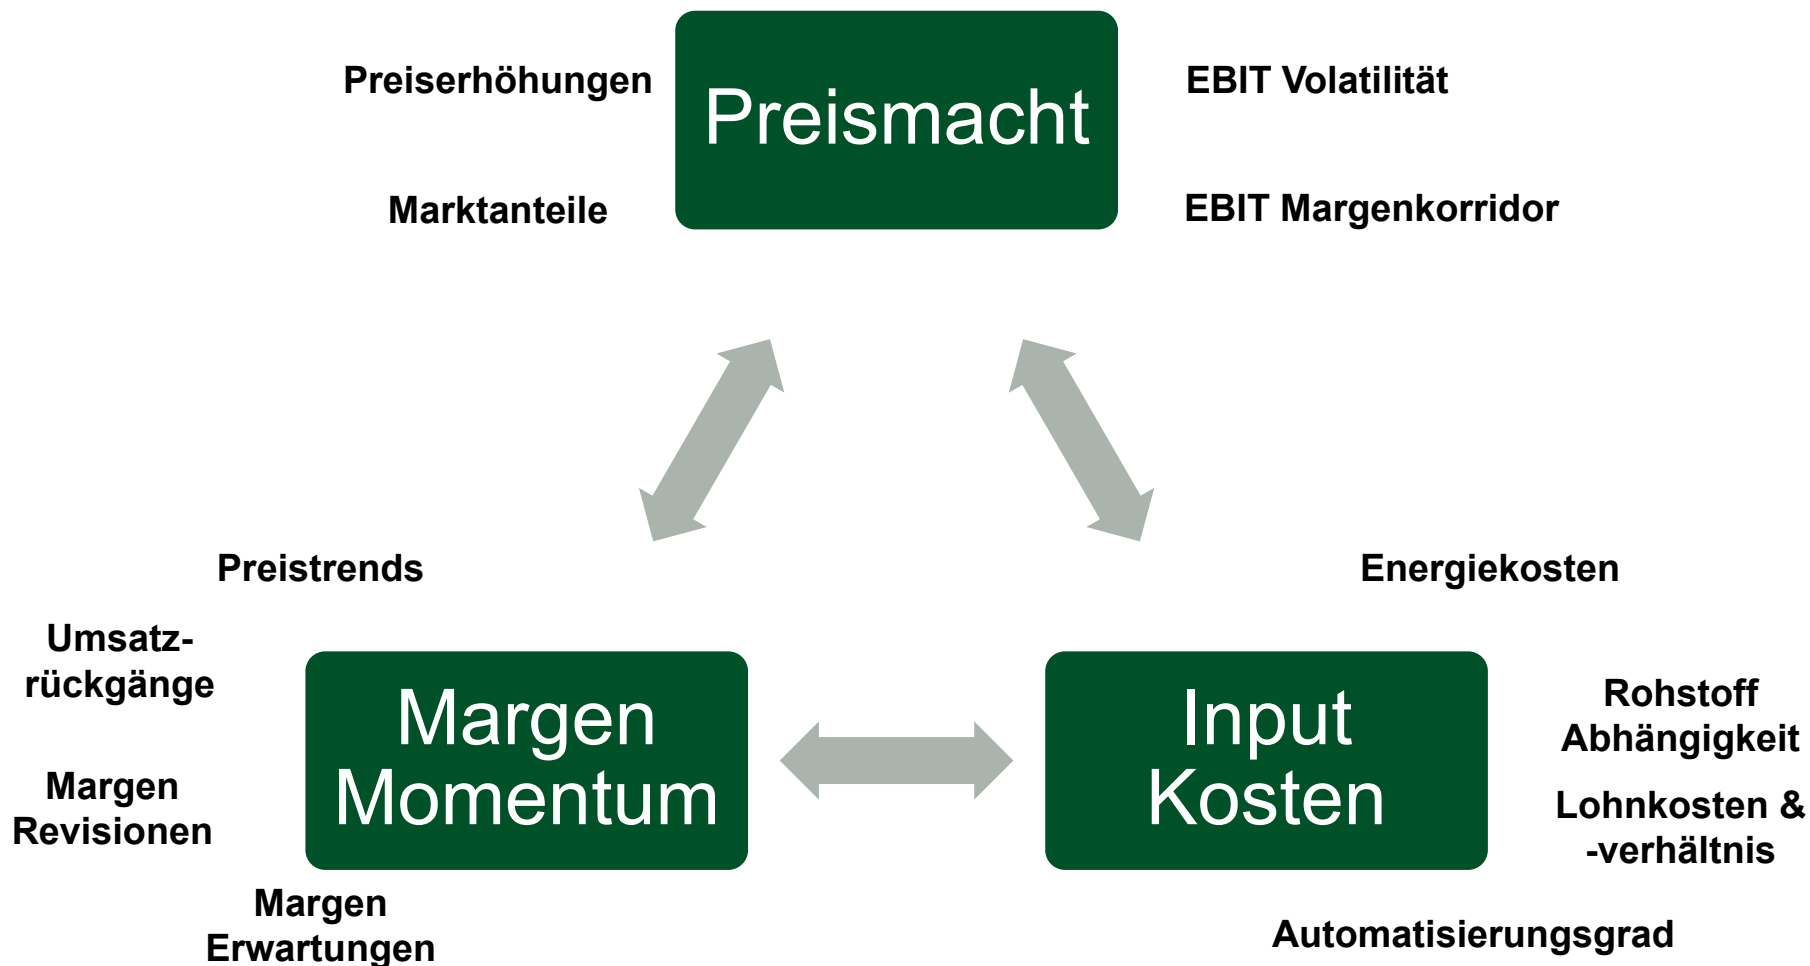 Preiserhöhungen
Preismacht
EBIT Volatilität
Marktanteile
EBIT Margenkorridor
Preistrends
Umsatz-
rückgänge
Margen
Momentum
Margen
Revisionen
Margen
Erwartungen
Energiekosten
Input
Kosten
Rohstoff
Abhängigkeit
Lohnkosten &
-verhältnis
Automatisierungsgrad